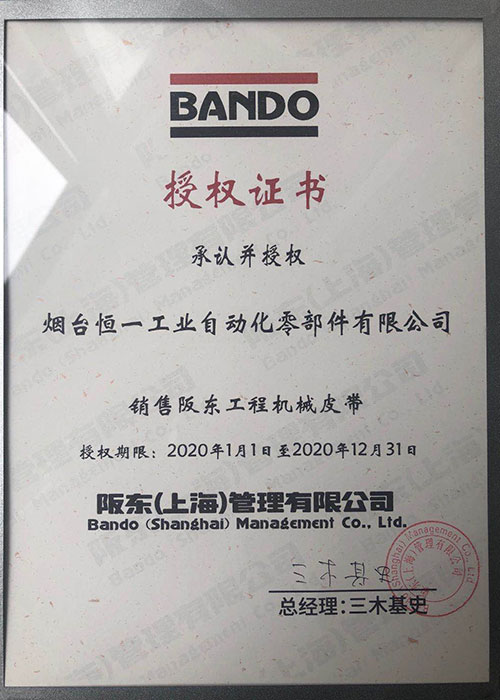 BANDO
授权证书
承认并授权
烟台恒一工业自动化零部件有限公司
销售阪东工程机械皮带
授权期限：2020年1月1日至2020年12月31日
阪东(上海)管理有限公司
Bando (Shanghai) Management Co., Ltd.
三木基史
总经理:三木基史